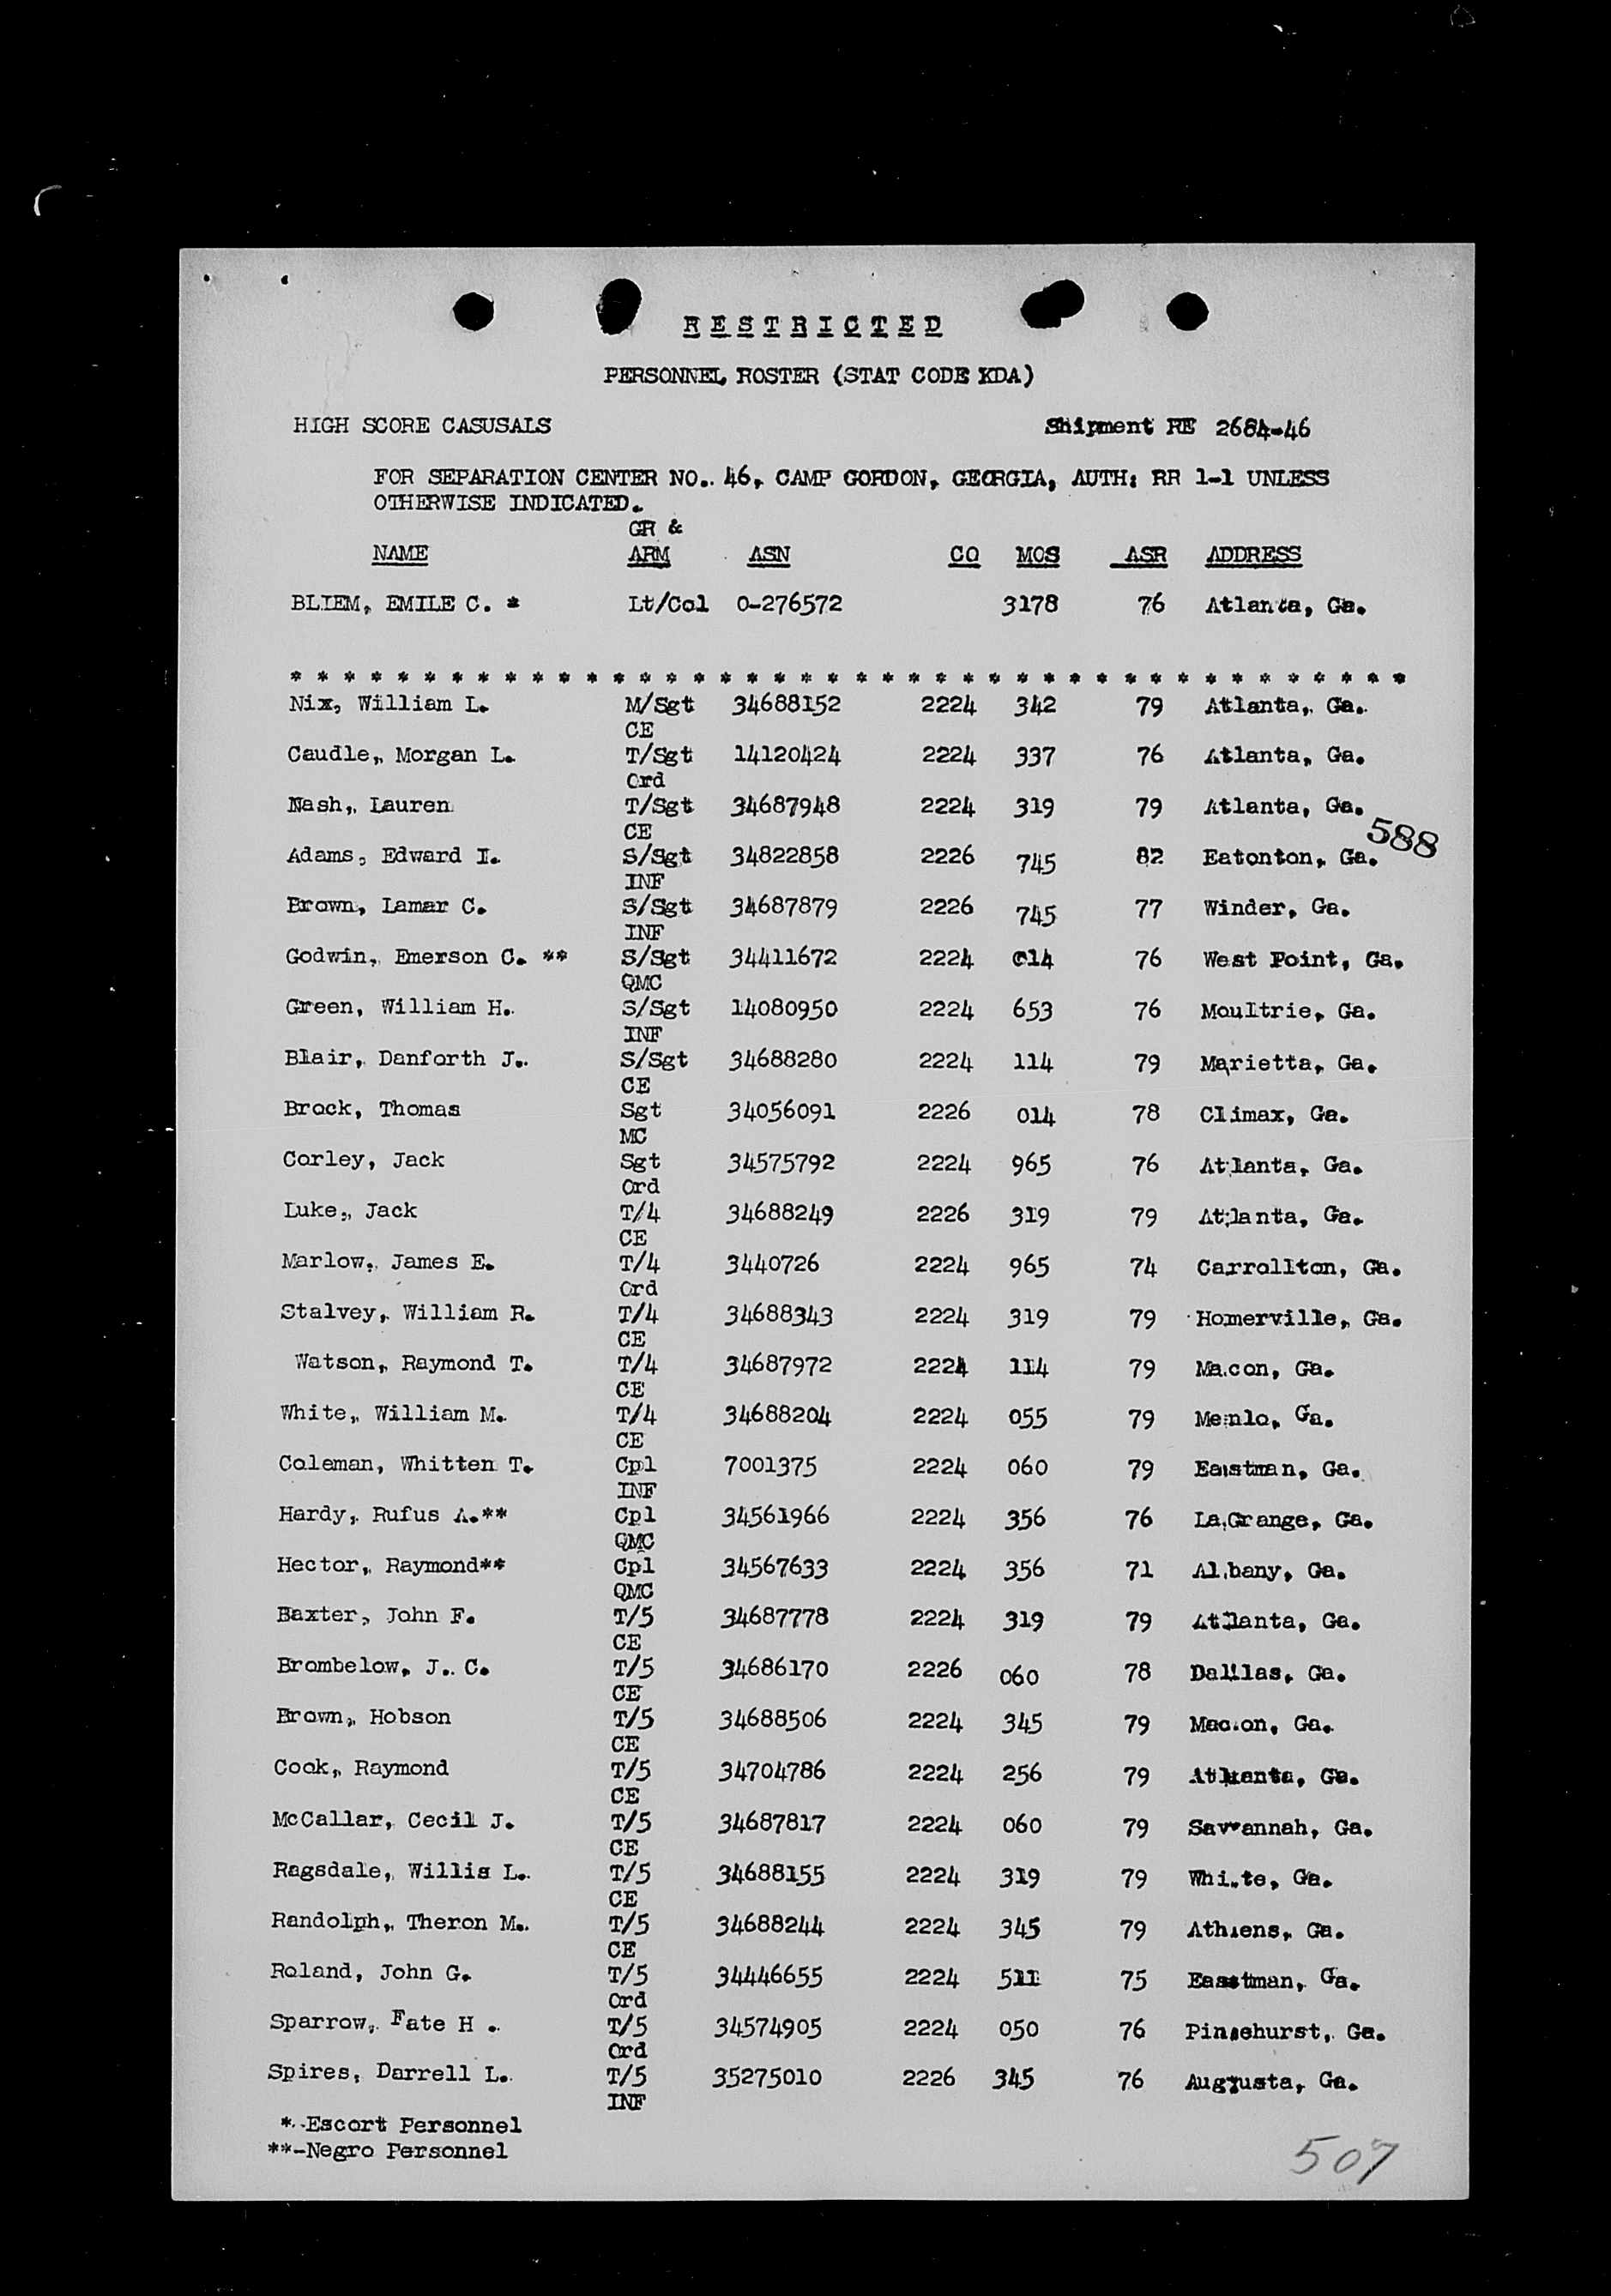 RESTRICTED
PERSONNEL ROSTER (STAT CODE KDA)
HIGH SCORE CASUSALS Shipment RE 2684-46
FOR SEPARATION CENTER NO. 46, CAMP GORDON, GEORGIA, AUTH: RR 1-1 UNLESS
OTHERWISE INDICATED.
GR &
NAME ARM ASN CO MOS ASR ADDRESS
BLIEM, EMILE C. * Lt/Col 0-276572 3178 76 Atlanta, Ga.
* * * * * * * * * * * * * * * * * * * * * * * * * * * * * * * * * * * * * * * * * *
Nix, William L. M/Sgt 34688152 2224 342 79 Atlanta, Ga.
CE
Caudle, Morgan L. T/Sgt 14120424 2224 337 76 Atlanta, Ga.
Ord
Nash, Lauren T/Sgt 34687948 2224 319 79 Atlanta, Ga.
CE 588
Adams, Edward I. S/Sgt 34822858 2226 745 82 Eatonton, Ga.
INF
Brown, Lamar C. S/Sgt 34687879 2226 745 77 Winder, Ga.
INF
Godwin, Emerson C. ** S/Sgt 34411672 2224 014 76 West Point, Ga.
QMC
Green, William H. S/Sgt 14080950 2224 653 76 Moultrie, Ga.
INF
Blair, Danforth J. S/Sgt 34688280 2224 114 79 Marietta, Ga.
CE
Brock, Thomas Sgt 34056091 2226 014 78 Climax, Ga.
MC
Corley, Jack Sgt 34575792 2224 965 76 Atlanta, Ga.
Ord
Luke, Jack T/4 34688249 2226 319 79 Atlanta, Ga.
CE
Marlow, James E. T/4 3440726 2224 965 74 Carrollton, Ga.
Ord
Stalvey, William R. T/4 34688343 2224 319 79 Homerville, Ga.
CE
Watson, Raymond T. T/4 34687972 2224 114 79 Macon, Ga.
CE
White, William M. T/4 34688204 2224 055 79 Menlo, Ga.
CE
Coleman, Whitten T. Cpl 7001375 2224 060 79 Eastman, Ga.
INF
Hardy, Rufus A.** Cpl 34561966 2224 356 76 La Grange, Ga.
QMC
Hector, Raymond** Cpl 34567633 2224 356 71 Albany, Ga.
QMC
Baxter, John F. T/5 34687778 2224 319 79 Atlanta, Ga.
CE
Brombelow, J. C. T/5 34686170 2226 060 78 Dallas, Ga.
CE
Brown, Hobson T/5 34688506 2224 345 79 Macon, Ga.
CE
Cook, Raymond T/5 34704786 2224 256 79 Atlanta, Ga.
CE
McCallar, Cecil J. T/5 34687817 2224 060 79 Savannah, Ga.
CE
Ragsdale, Willis L. T/5 34688155 2224 319 79 White, Ga.
CE
Randolph, Theron M. T/5 34688244 2224 345 79 Athens, Ga.
CE
Roland, John G. T/5 34446655 2224 511 75 Eastman, Ga.
Ord
Sparrow, Fate H . T/5 34574905 2224 050 76 Pinehurst, Ga.
Ord
Spires, Darrell L. T/5 35275010 2226 345 76 Augusta, Ga.
INF
*-Escort Personnel
**-Negro Personnel
507